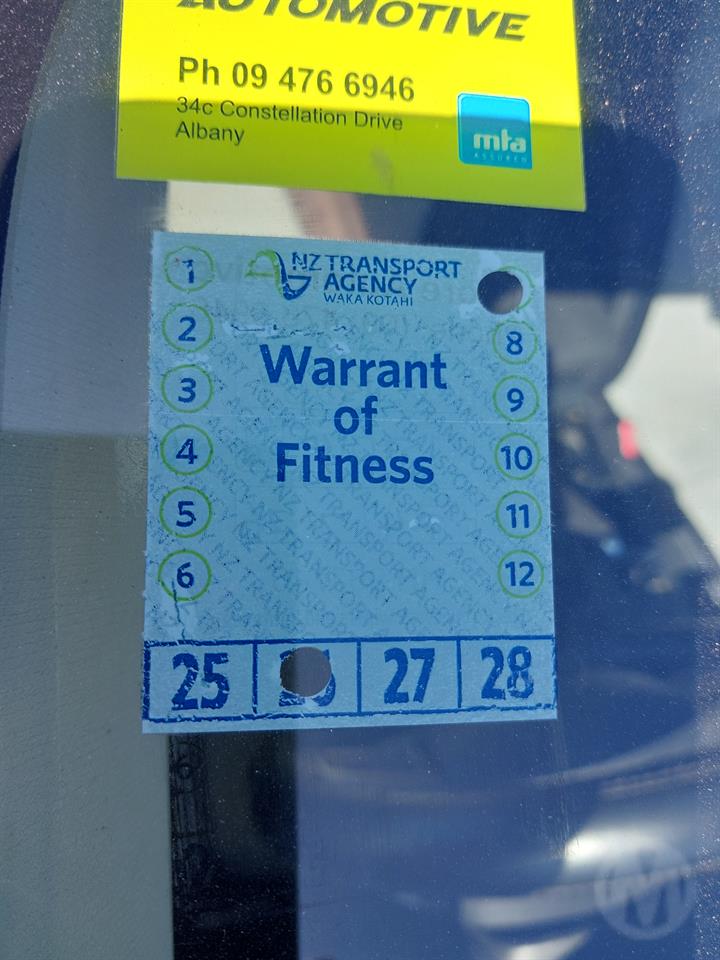 AUTOMOTIVE
Ph 09 476 6946
34c Constellation Drive
Albany
mta
ASSURED
NZ TRANSPORT
AGENCY
WAKA KOTAHI
Warrant
of
Fitness
1
2
3
4
5
6
8
9
10
11
12
25 27 28
M